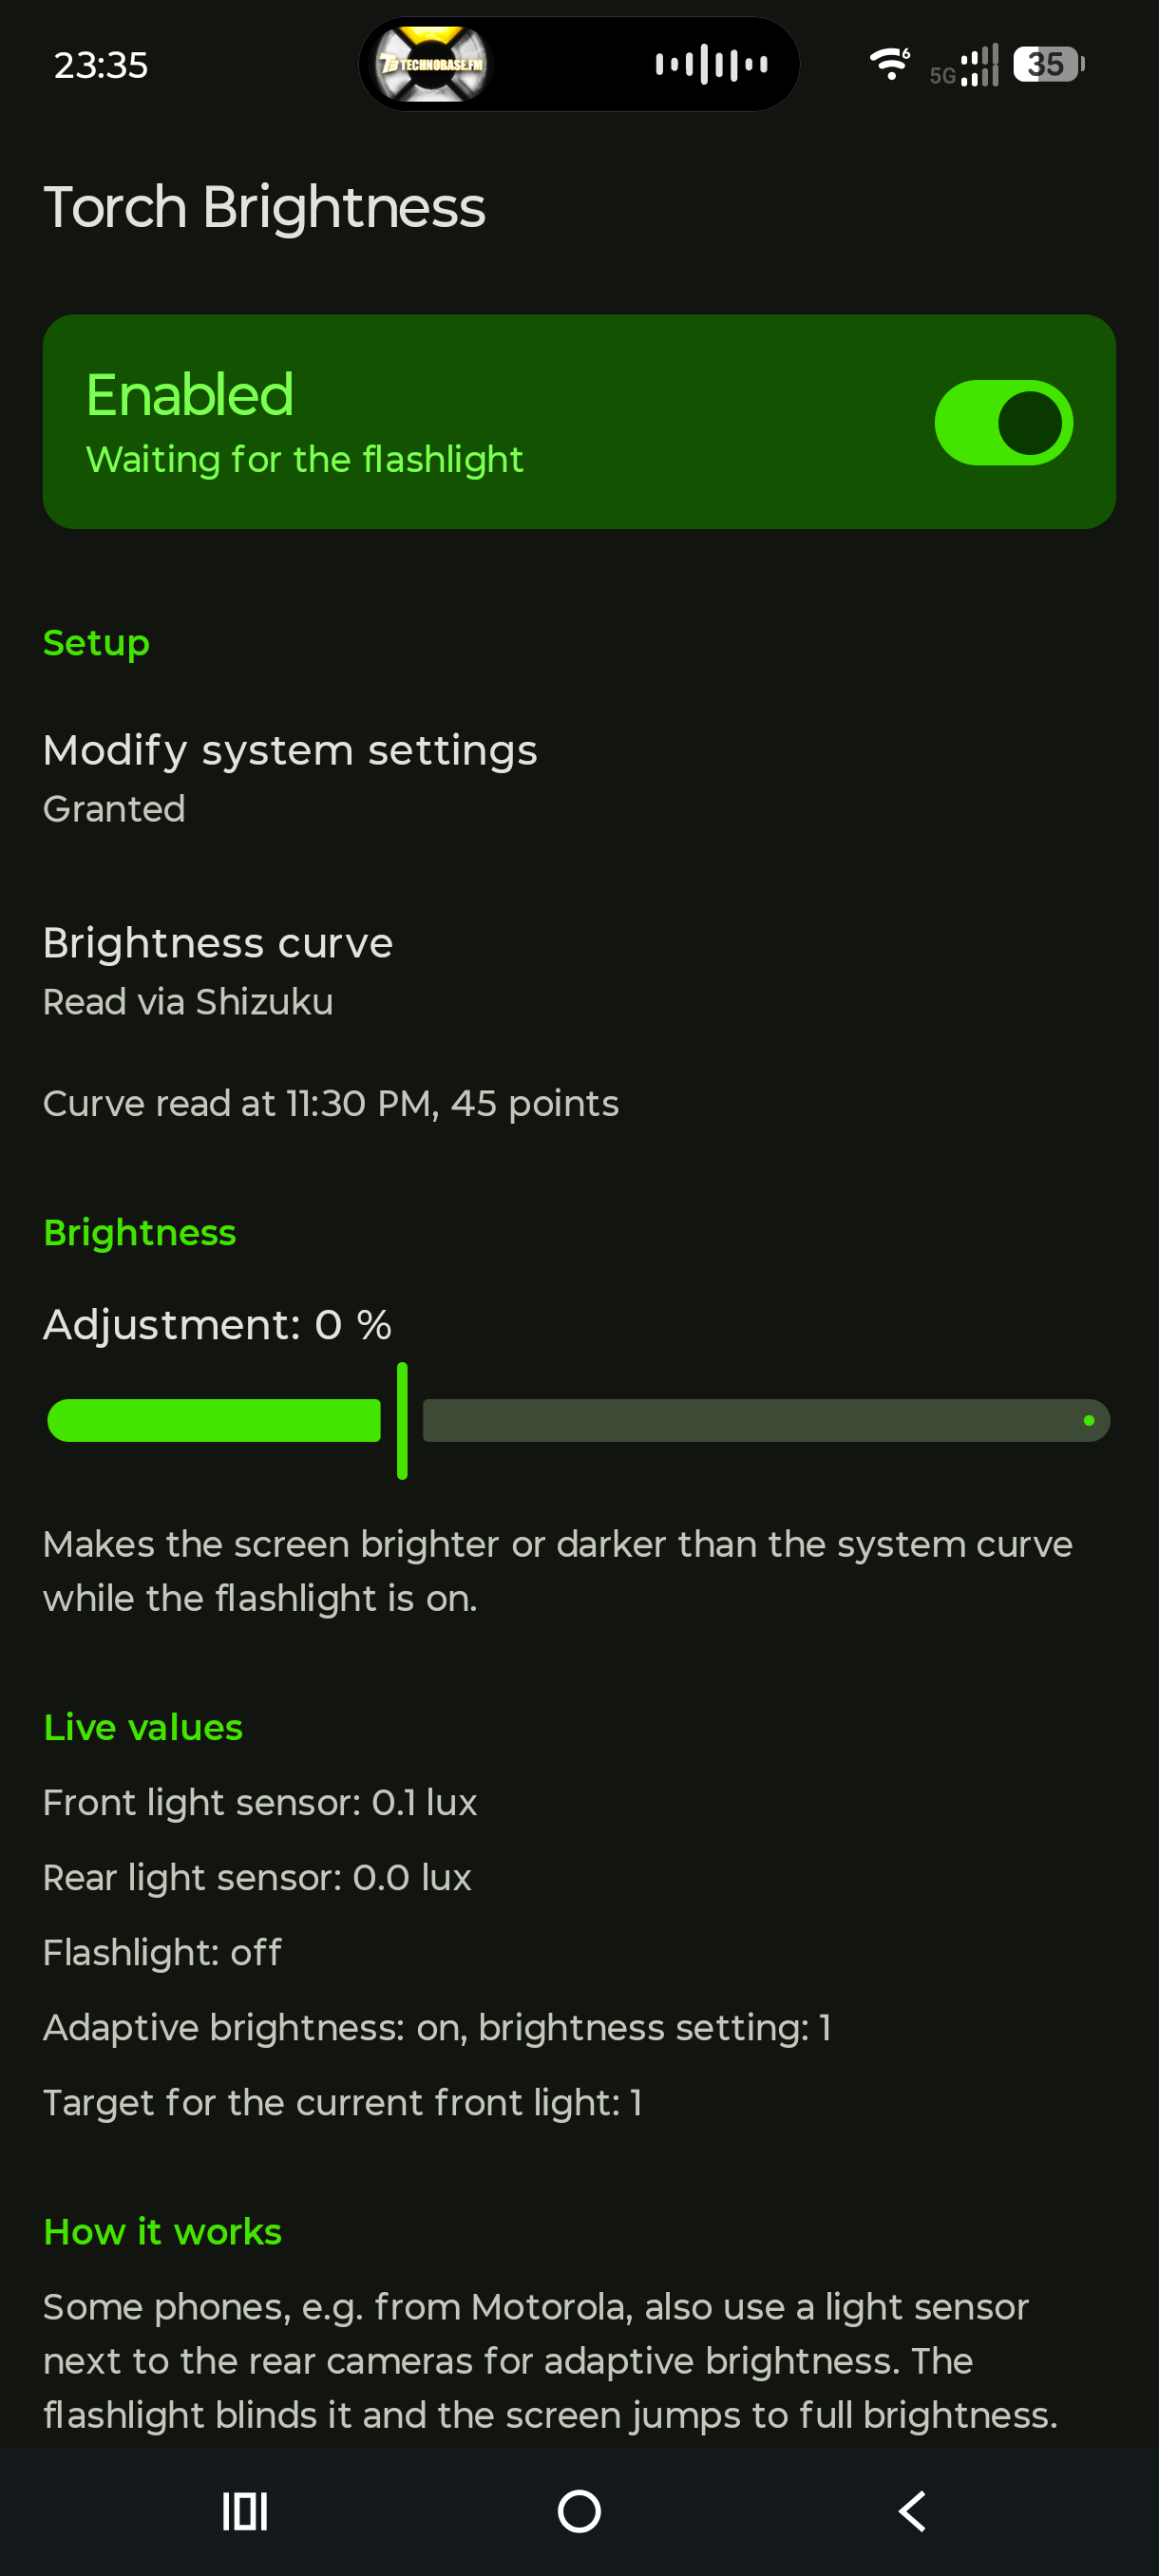 23:35
TB TECHNOBASE.FM
6
5G
35
Torch Brightness
Enabled
Waiting for the flashlight
Setup
Modify system settings
Granted
Brightness curve
Read via Shizuku
Curve read at 11:30 PM, 45 points
Brightness
Adjustment: 0 %
Makes the screen brighter or darker than the system curve
while the flashlight is on.
Live values
Front light sensor: 0.1 lux
Rear light sensor: 0.0 lux
Flashlight: off
Adaptive brightness: on, brightness setting: 1
Target for the current front light: 1
How it works
Some phones, e.g. from Motorola, also use a light sensor
next to the rear cameras for adaptive brightness. The
flashlight blinds it and the screen jumps to full brightness.